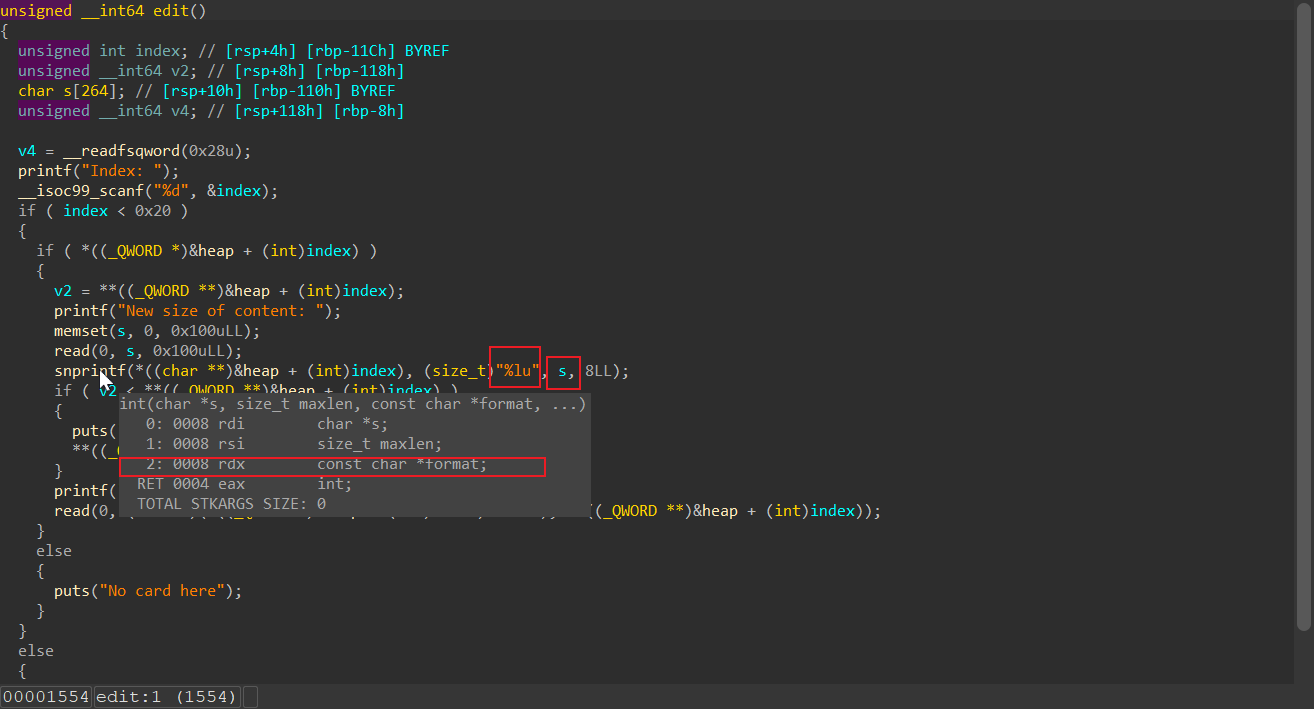 unsigned __int64 edit()
{
  unsigned int index; // [rsp+4h] [rbp-11Ch] BYREF
  unsigned __int64 v2; // [rsp+8h] [rbp-118h]
  char s[264]; // [rsp+10h] [rbp-110h] BYREF
  unsigned __int64 v4; // [rsp+118h] [rbp-8h]

  v4 = __readfsqword(0x28u);
  printf("Index: ");
  __isoc99_scanf("%d", &index);
  if ( index < 0x20 )
  {
    if ( *((_QWORD *)&heap + (int)index) )
    {
      v2 = **((_QWORD **)&heap + (int)index);
      printf("New size of content: ");
      memset(s, 0, 0x100uLL);
      read(0, s, 0x100uLL);
      snprintf(*((char **)&heap + (int)index), (size_t)"%lu", s, 8LL);
      if ( v2 < **((_QWORD **)&heap + (int)index) )
int(char *s, size_t maxlen, const char *format, ...)
      {
0: 0008 rdi        char *s;
        puts(
1: 0008 rsi        size_t maxlen;
        **((_
2: 0008 rdx        const char *format;
      }
RET 0004 eax        int;
      printf(
TOTAL STKARGS SIZE: 0
      read(0, ((_QWORD **)&heap + (int)index));
    }
    else
    {
      puts("No card here");
    }
  }
  else
  {
00001554 edit:1 (1554)